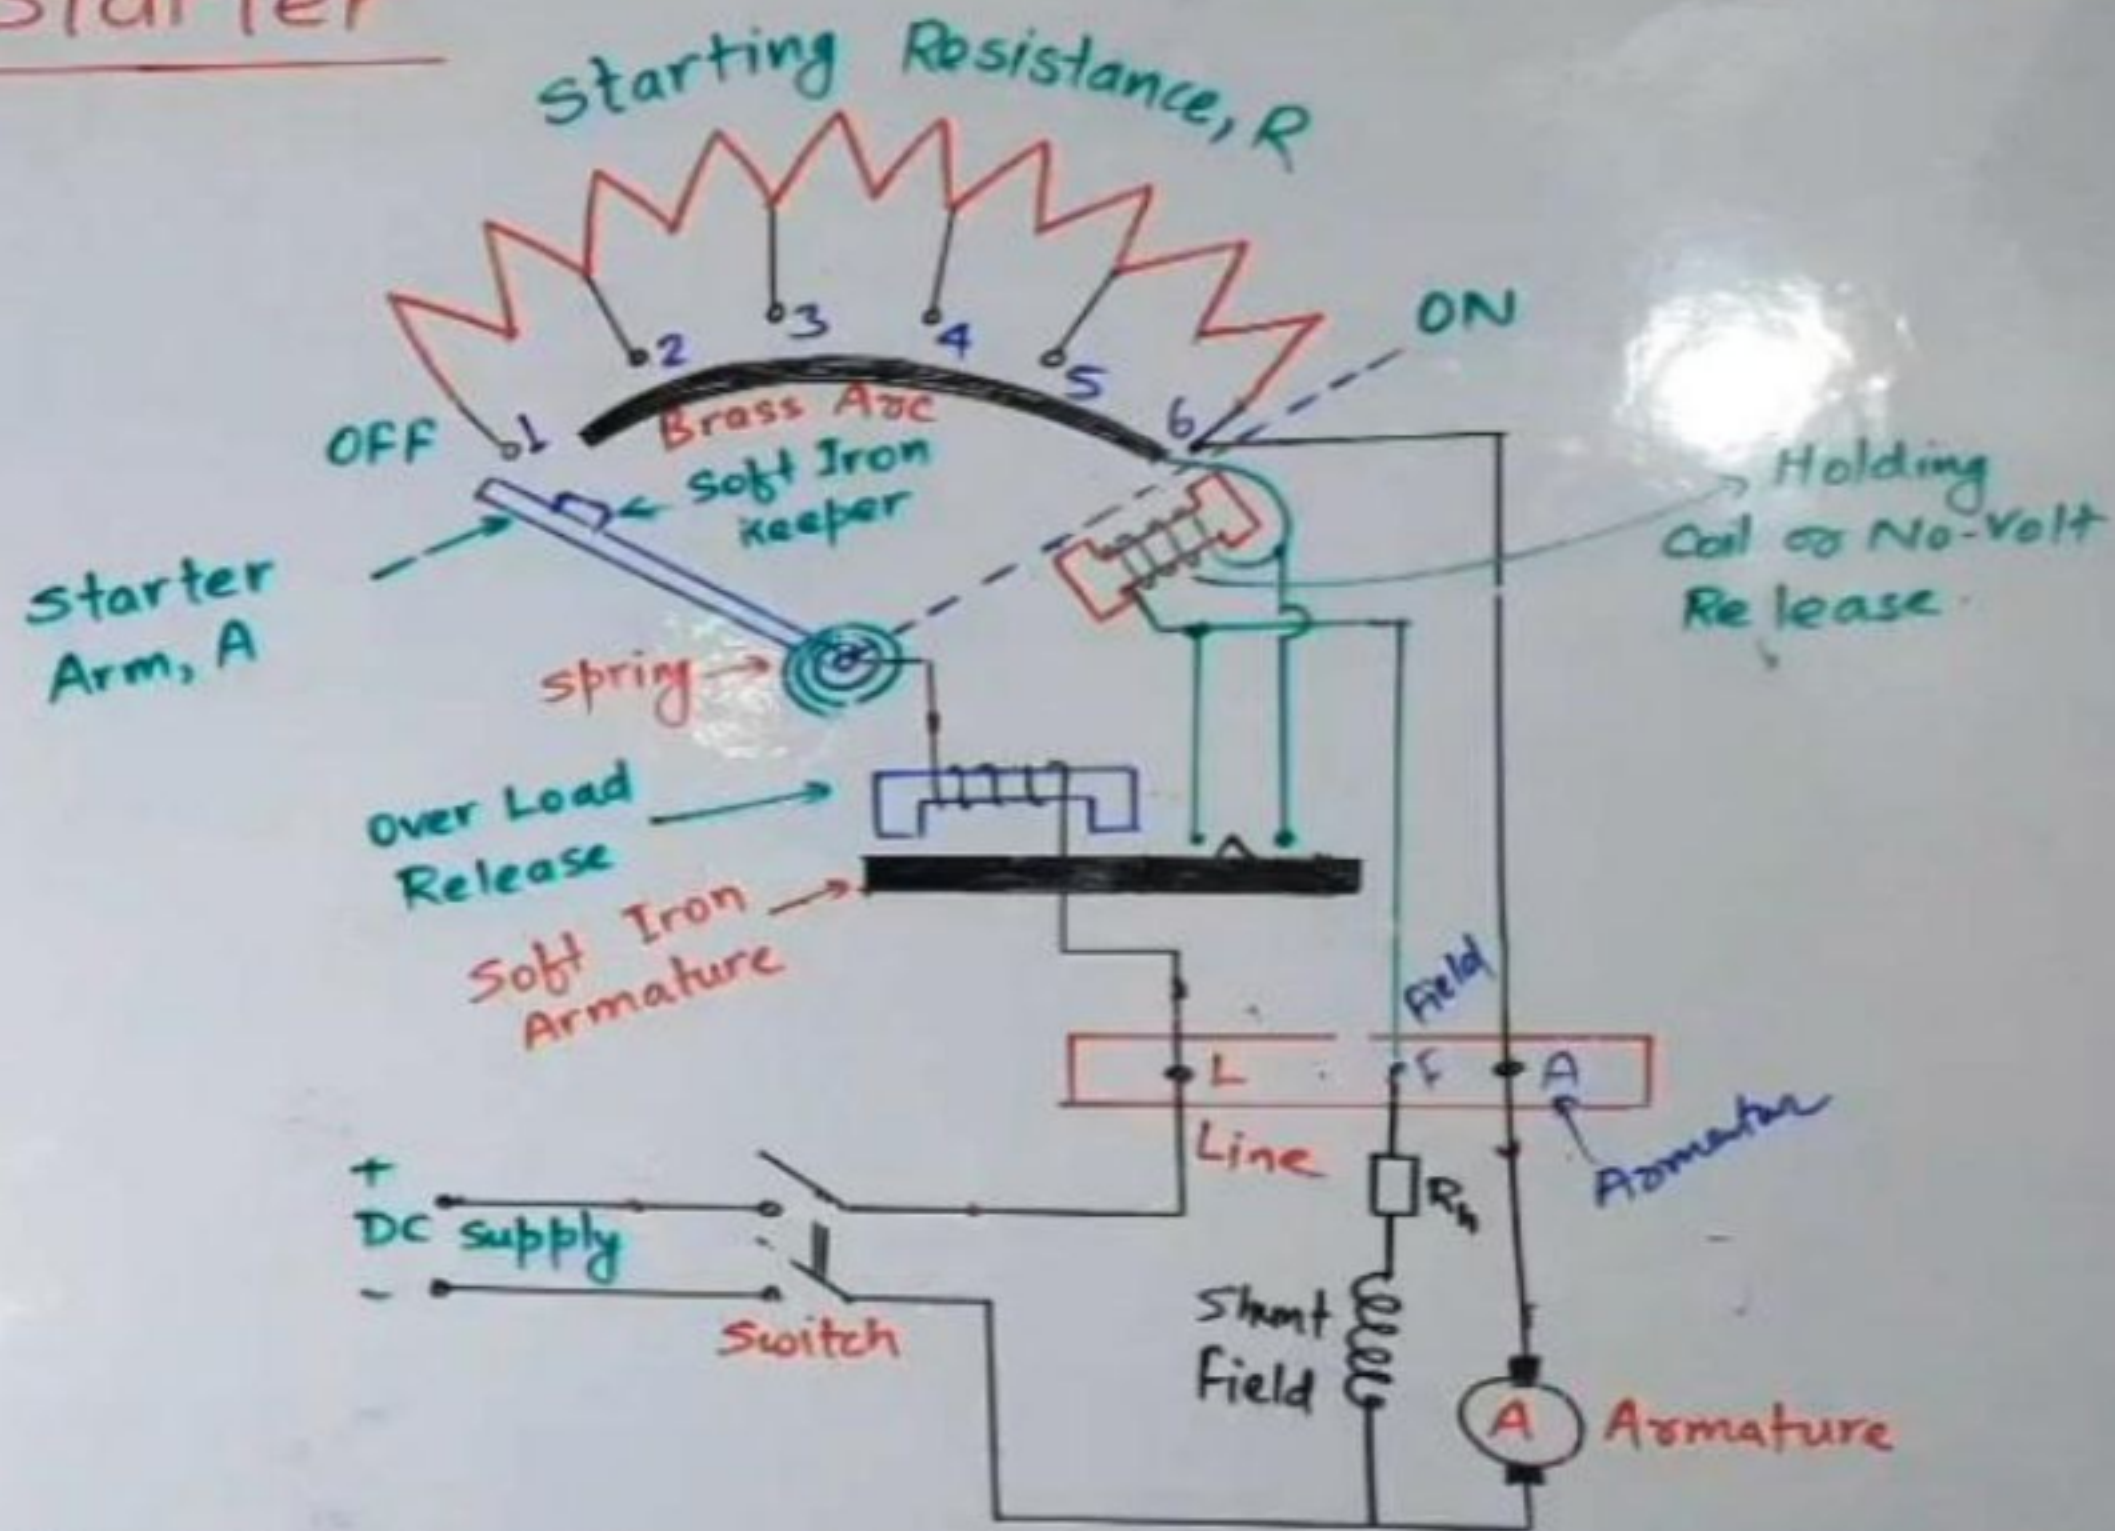 Starter
Starting Resistance, R
ON
OFF
1
2
3
4
5
6
Brass Arc
Soft Iron
Keeper
Holding
Coil or No-Volt
Release
Starter
Arm, A
Spring
Over Load
Release
Soft Iron
Armature
Field
L
F
A
Line
Rh
+
DC supply
-
Switch
Shunt
Field
A
Armature